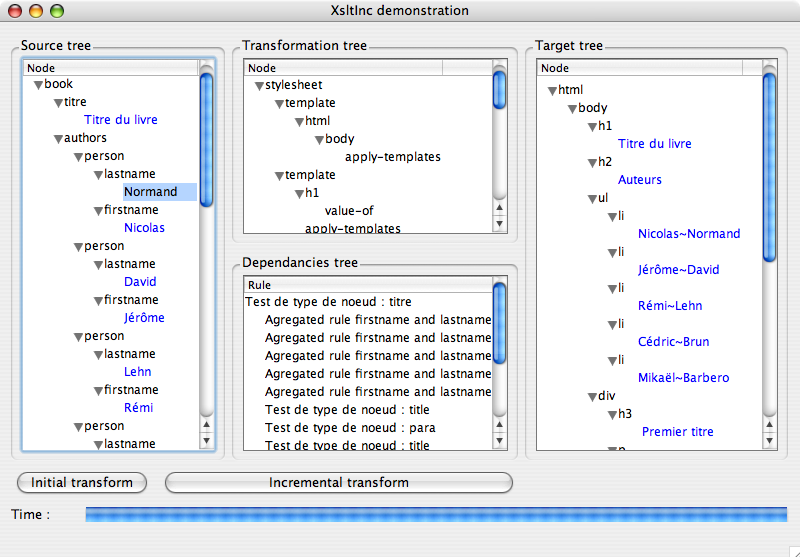 XsltInc demonstration
Source tree
Node
book
titre
Titre du livre
authors
person
lastname
Normand
firstname
Nicolas
person
lastname
David
firstname
Jérôme
person
lastname
Lehn
firstname
Rémi
person
lastname
Transformation tree
Node
stylesheet
template
html
body
apply-templates
template
h1
value-of
apply-templates
Dependancies tree
Rule
Test de type de noeud : titre
Agregated rule firstname and lastname
Agregated rule firstname and lastname
Agregated rule firstname and lastname
Agregated rule firstname and lastname
Agregated rule firstname and lastname
Test de type de noeud : title
Test de type de noeud : para
Test de type de noeud : title
Target tree
Node
html
body
h1
Titre du livre
h2
Auteurs
ul
li
Nicolas~Normand
li
Jérôme~David
li
Rémi~Lehn
li
Cédric~Brun
li
Mikaël~Barbero
div
h3
Premier titre
Initial transform
Incremental transform
Time :